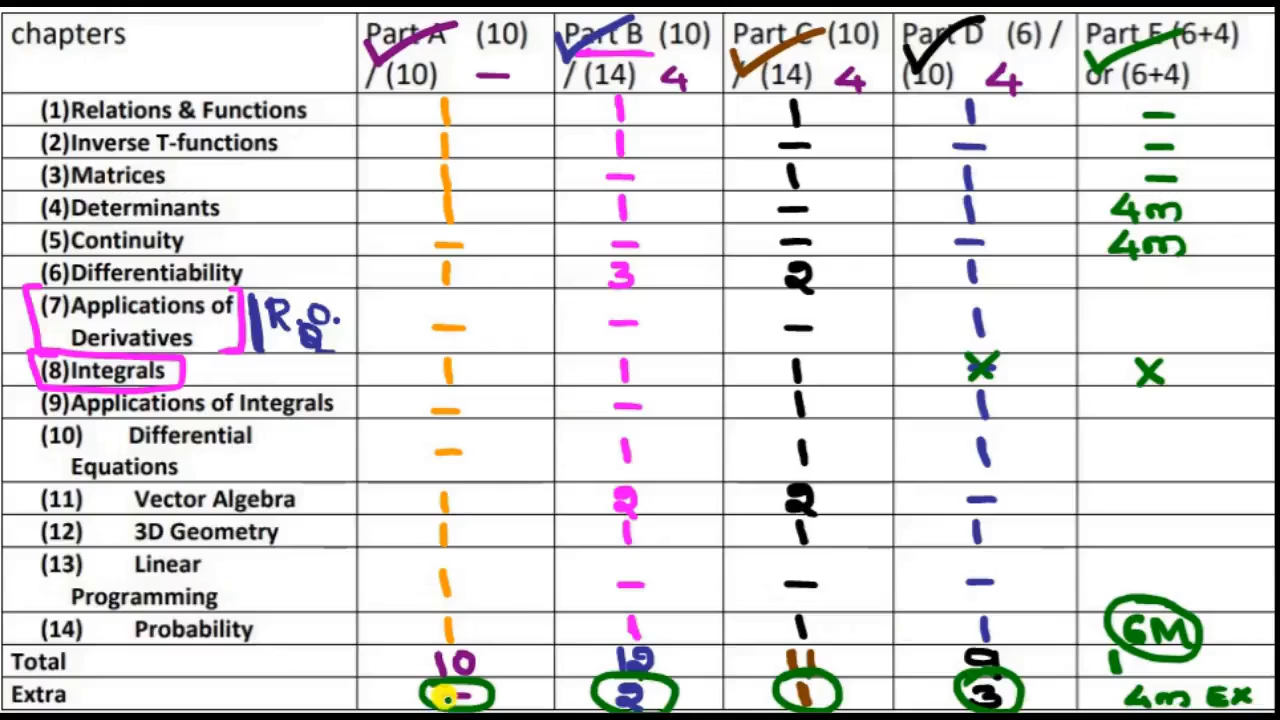 chapters Part A (10) / (10) — Part B (10) / (14) 4 Part C (10) / (14) 4 Part D (6) / (10) 4 Part E (6+4) or (6+4)
(1)Relations & Functions 1 1 1 1 —
(2)Inverse T-functions 1 1 — — —
(3)Matrices 1 — 1 1 —
(4)Determinants 1 1 — 1 4m
(5)Continuity — — — — 4m
(6)Differentiability 1 3 2 1
(7)Applications of
Derivatives R.O. — — — 1
(8)Integrals 1 1 1 X X
(9)Applications of Integrals — — 1 1
(10) Differential
Equations — 1 1 1
(11) Vector Algebra 1 2 2 —
(12) 3D Geometry 1 1 1 1
(13) Linear
Programming 1 — — —
(14) Probability 1 1 1 1 6M
Total 10 12 11 9 1
Extra — 2 1 3 4m EX